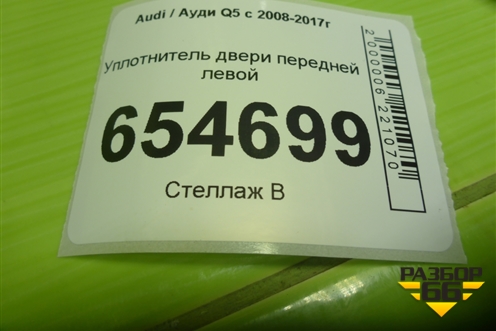 Audi / Ауди Q5 с 2008-2017г
Уплотнитель двери передней
левой
654699
Стеллаж В
2000006221070
РАЗБОР
66